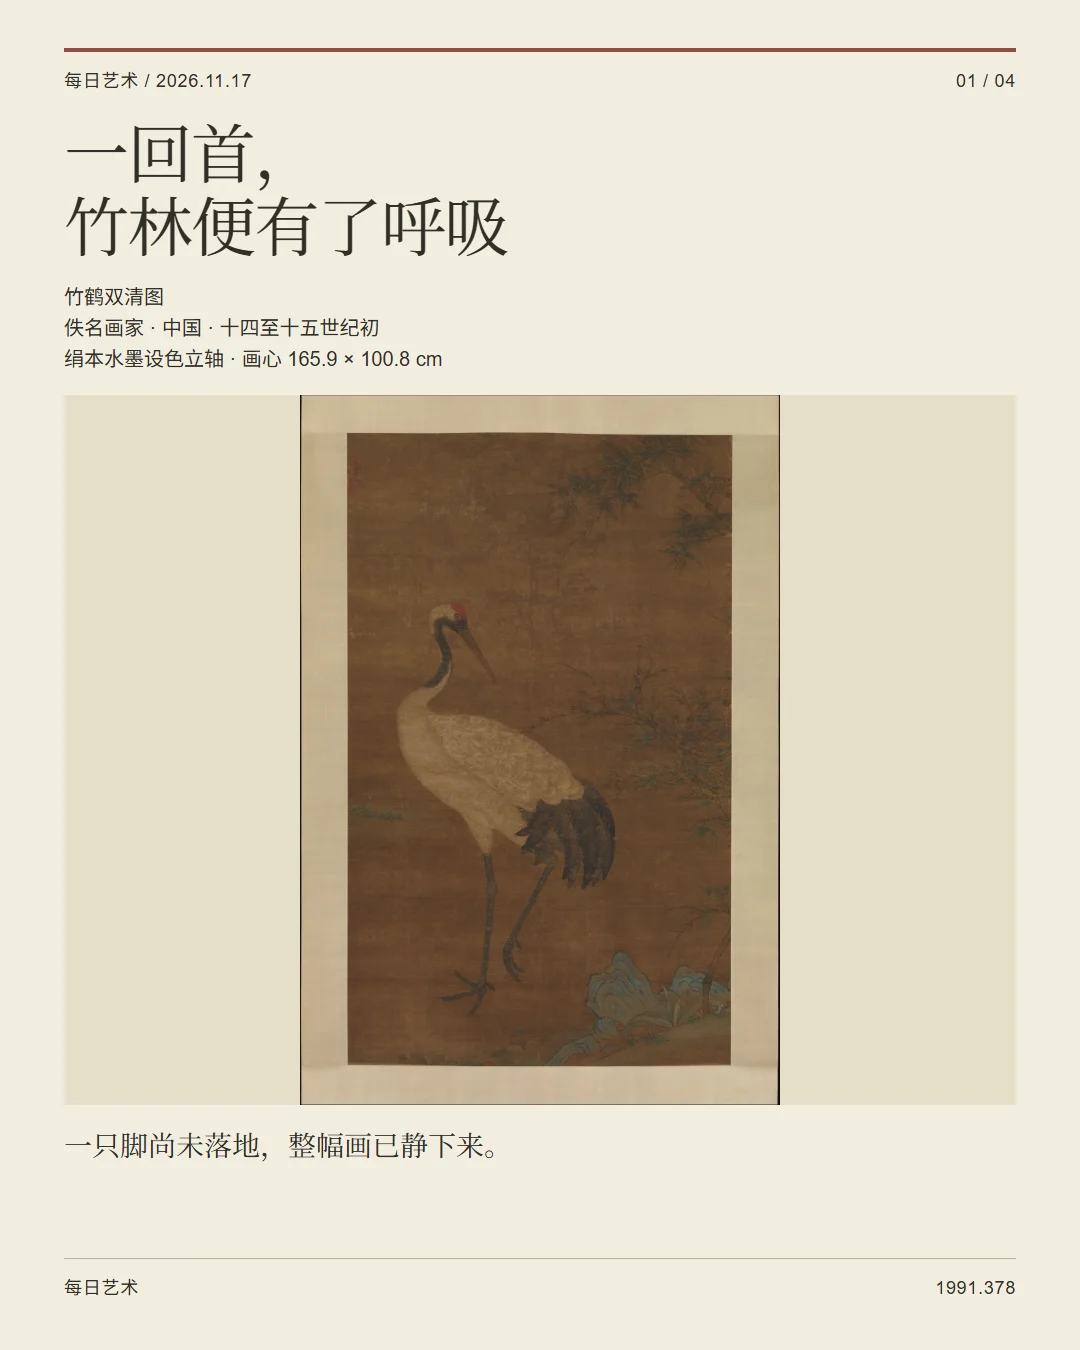 每日艺术 / 2026.11.17
01 / 04
一回首，
竹林便有了呼吸
竹鹤双清图
佚名画家 · 中国 · 十四至十五世纪初
绢本水墨设色立轴 · 画心 165.9 × 100.8 cm
一只脚尚未落地，整幅画已静下来。
每日艺术
1991.378